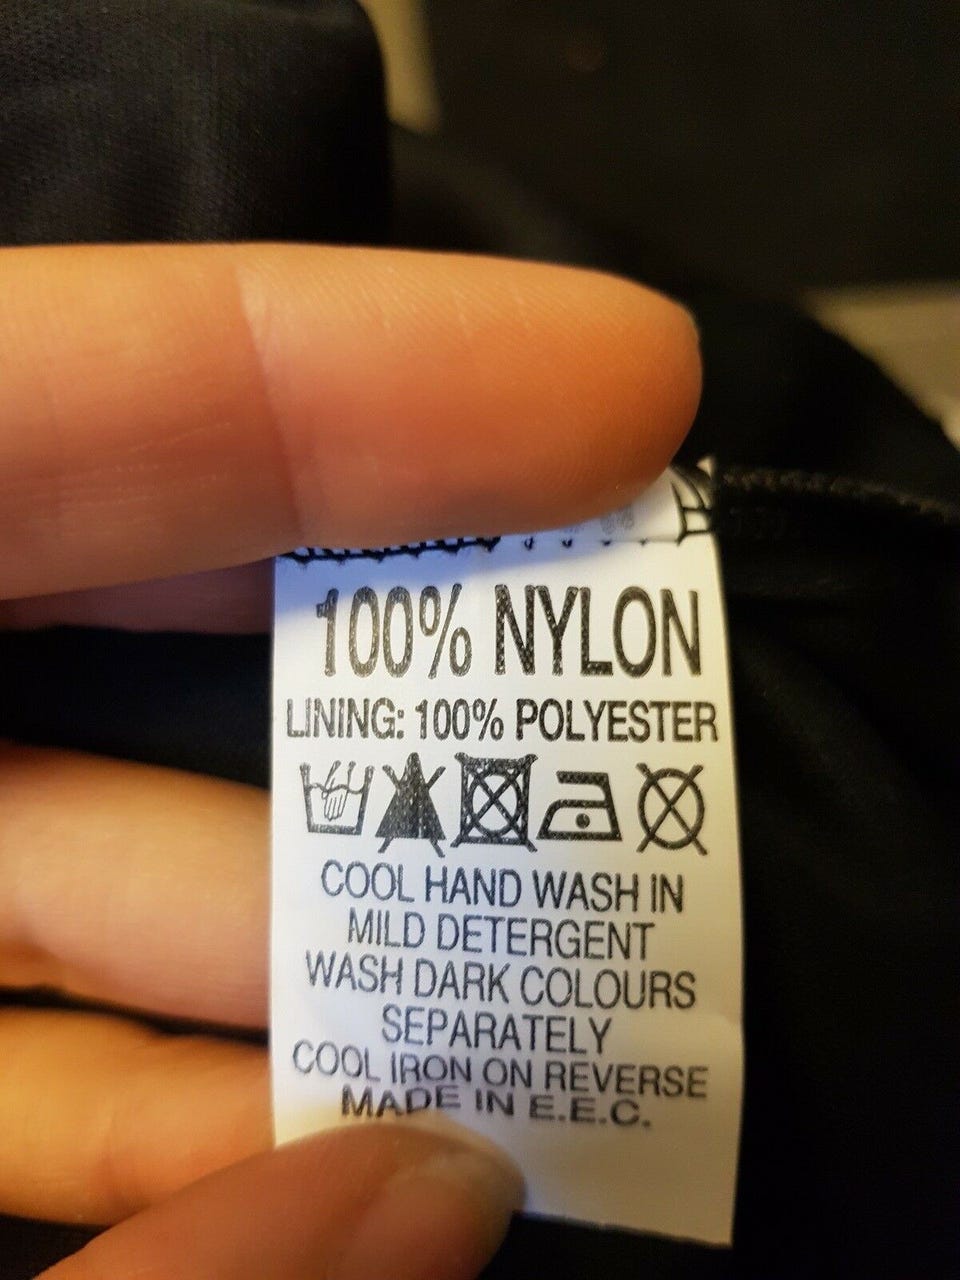 100% NYLON
LINING: 100% POLYESTER
COOL HAND WASH IN
MILD DETERGENT
WASH DARK COLOURS
SEPARATELY
COOL IRON ON REVERSE
MADE IN E.E.C.